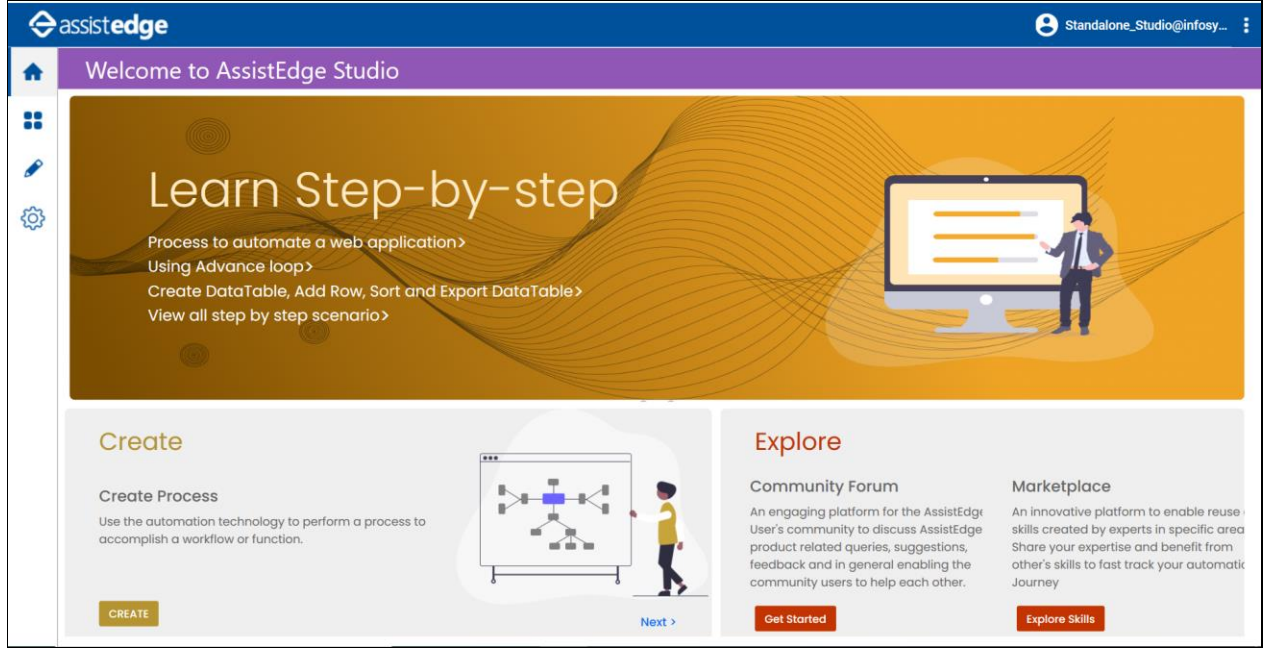 assistedge
Standalone_Studio@infosy...
Welcome to AssistEdge Studio
Learn Step-by-step
Process to automate a web application>
Using Advance loop>
Create DataTable, Add Row, Sort and Export DataTable>
View all step by step scenario>
Create
Create Process
Use the automation technology to perform a process to
accomplish a workflow or function.
CREATE
Next >
Explore
Community Forum
An engaging platform for the AssistEdge
User's community to discuss AssistEdge
product related queries, suggestions,
feedback and in general enabling the
community users to help each other.
Get Started
Marketplace
An innovative platform to enable reuse
skills created by experts in specific area
Share your expertise and benefit from
other's skills to fast track your automatio
Journey
Explore Skills